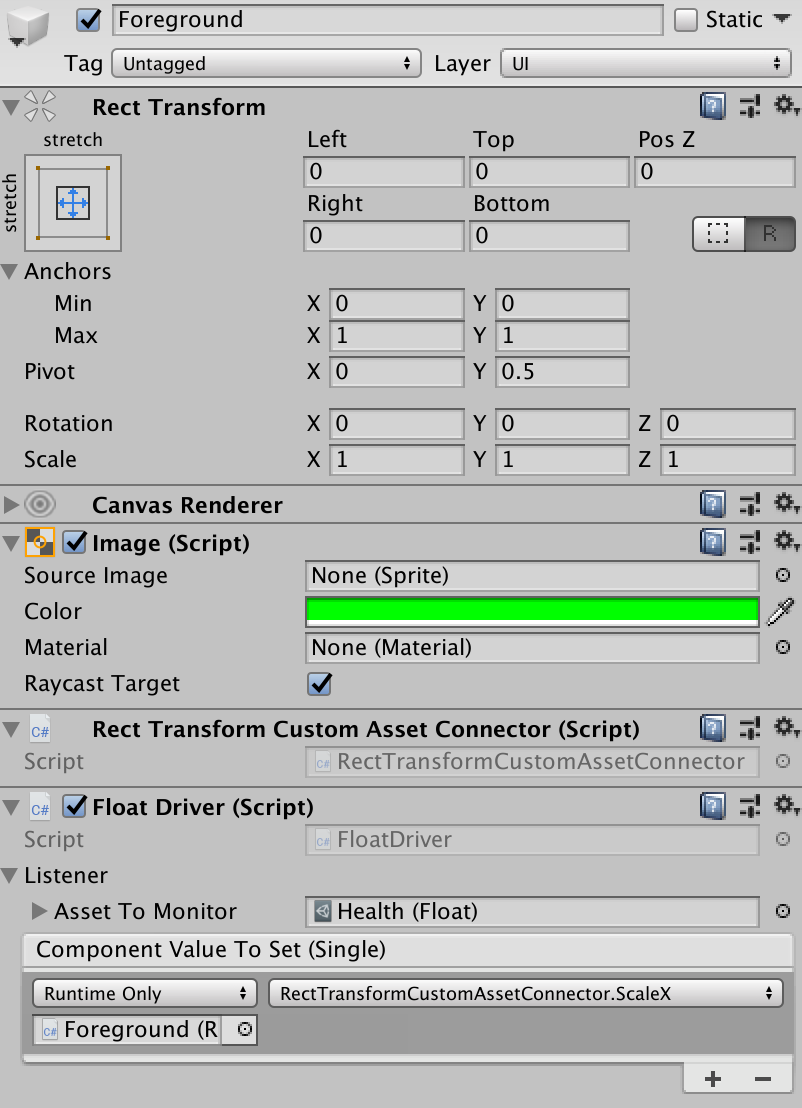 Foreground Static
Tag Untagged Layer UI
Rect Transform
stretch Left Top Pos Z
stretch
0 0 0
Right Bottom
0 0 R
Anchors
Min X 0 Y 0
Max X 1 Y 1
Pivot X 0 Y 0.5
Rotation X 0 Y 0 Z 0
Scale X 1 Y 1 Z 1
Canvas Renderer
Image (Script)
Source Image None (Sprite)
Color
Material None (Material)
Raycast Target
C# Rect Transform Custom Asset Connector (Script)
Script C# RectTransformCustomAssetConnector
C# Float Driver (Script)
Script C# FloatDriver
Listener
Asset To Monitor Health (Float)
Component Value To Set (Single)
Runtime Only RectTransformCustomAssetConnector.ScaleX
C# Foreground (R
+ −